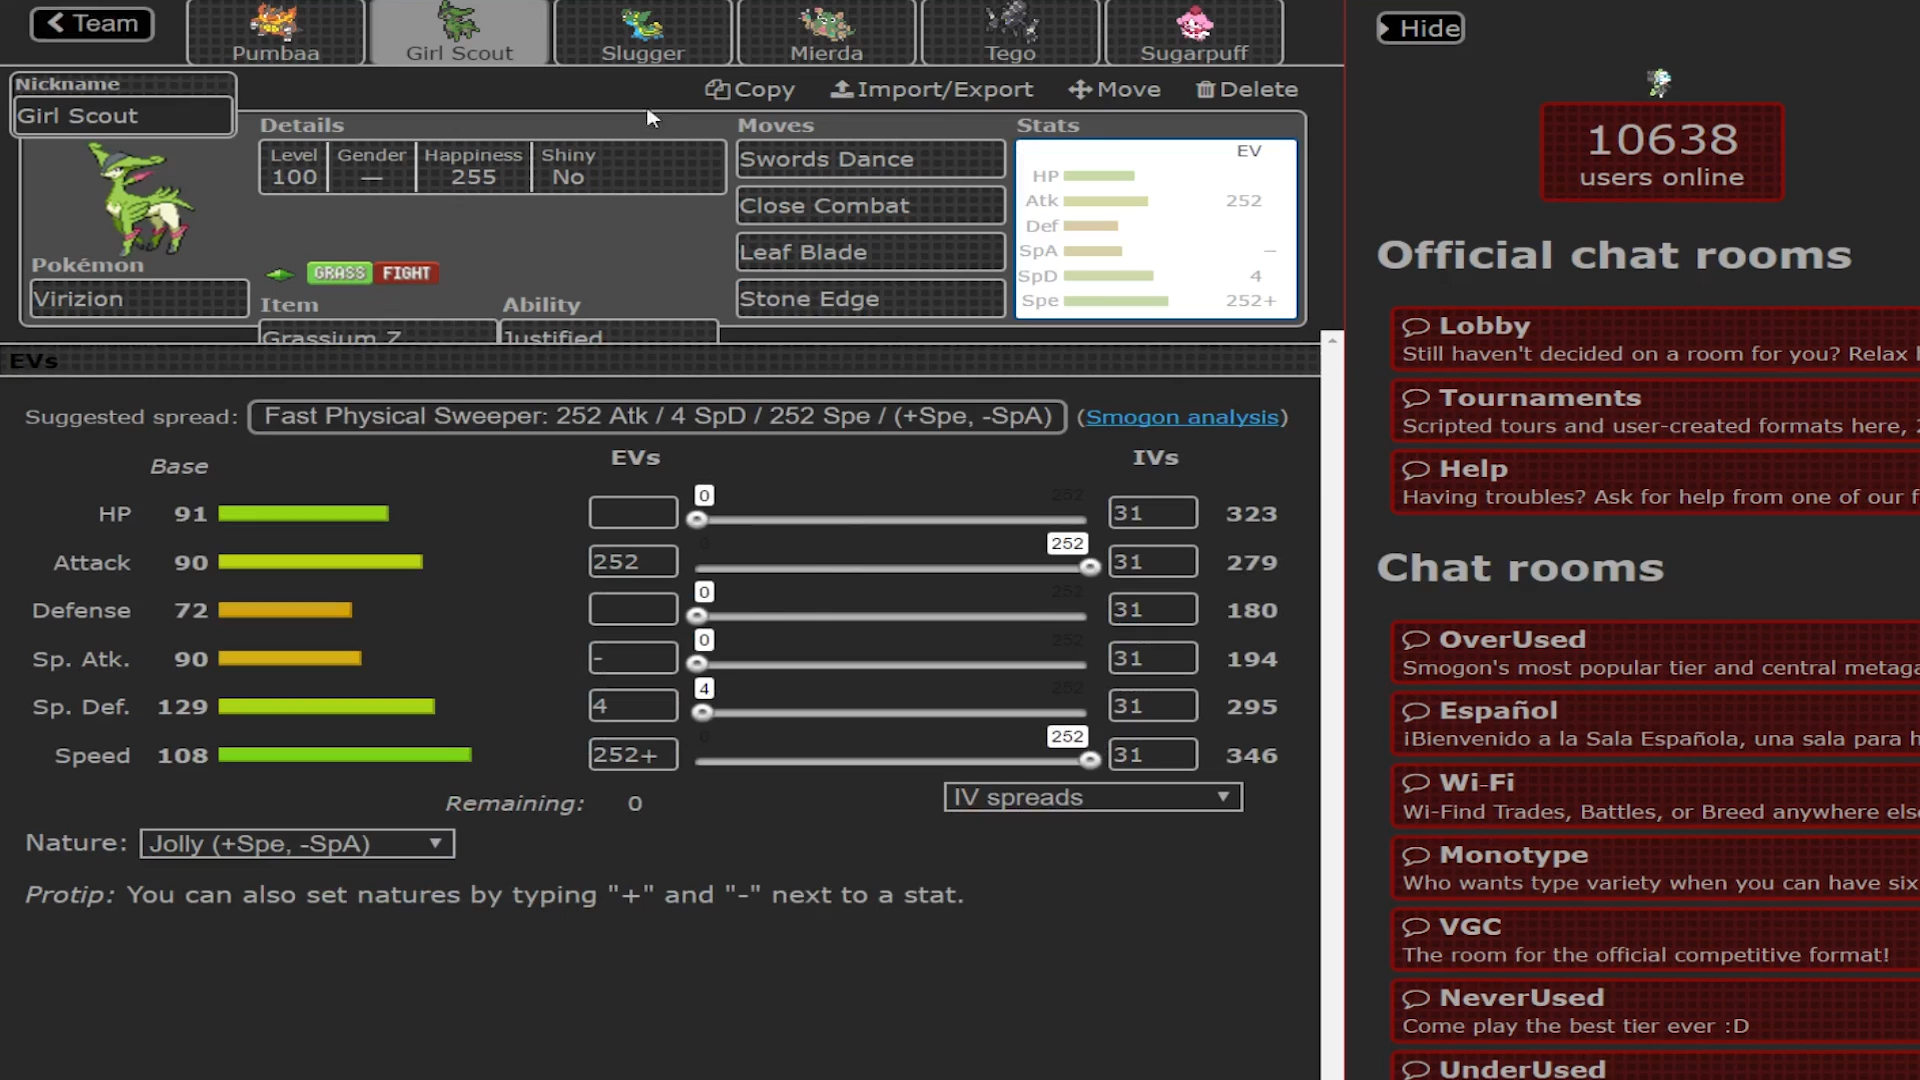 Team
Pumbaa
Girl Scout
Slugger
Mierda
Tego
Sugarpuff
Hide
Nickname
Girl Scout
Copy
Import/Export
Move
Delete
Details
Moves
Stats
Level
100
Gender
—
Happiness
255
Shiny
No
Swords Dance
Close Combat
Leaf Blade
Stone Edge
EV
HP
Atk 252
Def
SpA –
SpD 4
Spe 252+
Pokémon
Virizion
GRASS FIGHT
Item
Grassium Z
Ability
Justified
EVs
Suggested spread: Fast Physical Sweeper: 252 Atk / 4 SpD / 252 Spe / (+Spe, -SpA) (Smogon analysis)
Base EVs IVs
HP 91 0 252 31 323
Attack 90 252 0 252 31 279
Defense 72 0 252 31 180
Sp. Atk. 90 - 0 252 31 194
Sp. Def. 129 4 4 252 31 295
Speed 108 252+ 0 252 31 346
Remaining: 0
IV spreads
Nature: Jolly (+Spe, -SpA)
Protip: You can also set natures by typing "+" and "-" next to a stat.
10638
users online
Official chat rooms
Lobby
Still haven't decided on a room for you? Relax
Tournaments
Scripted tours and user-created formats here,
Help
Having troubles? Ask for help from one of our
Chat rooms
OverUsed
Smogon's most popular tier and central
Español
¡Bienvenido a la Sala Española, una sala para
Wi-Fi
Wi-Find Trades, Battles, or Breed anywhere
Monotype
Who wants type variety when you can have six
VGC
The room for the official competitive format!
NeverUsed
Come play the best tier ever :D
UnderUsed